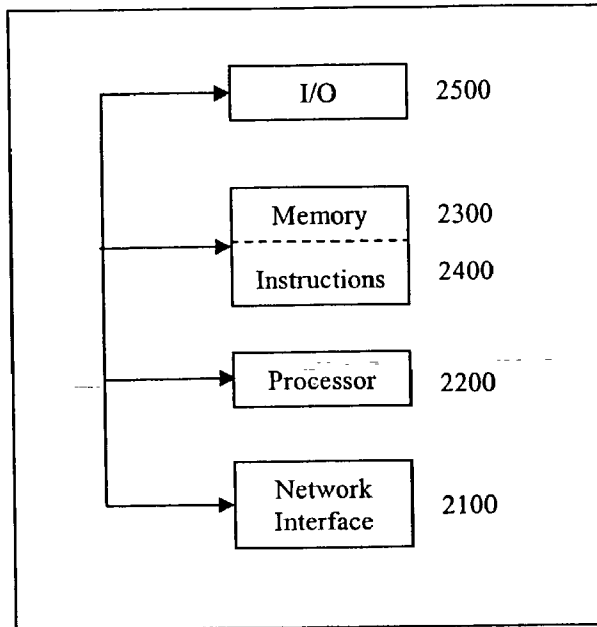 I/O 2500
Memory 2300
Instructions 2400
Processor 2200
Network
Interface 2100